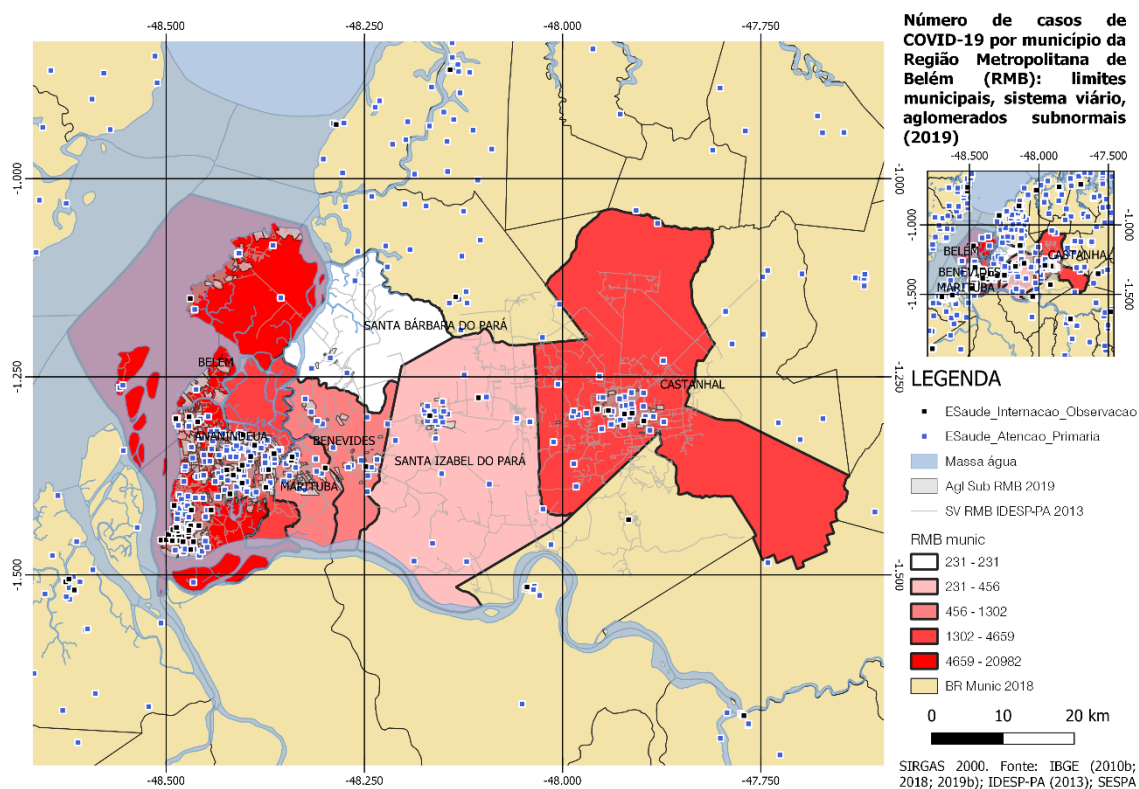 Número de casos de
COVID-19 por município da
Região Metropolitana de
Belém (RMB): limites
municipais, sistema viário,
aglomerados subnormais
(2019)
-48.500 -48.250 -48.000 -47.750
-1.000 -1.000
-1.250 -1.250
-1.500 -1.500
-48.500 -48.250 -48.000 -47.750
SANTA BÁRBARA DO PARÁ
BELÉM
CASTANHAL
ANANINDEUA
BENEVIDES
SANTA IZABEL DO PARÁ
MARITUBA
-48.500 -48.000 -47.500
-1.000 -1.000
-1.500 -1.500
BELÉM
CASTANHAL
BENEVIDES
MARITUBA
LEGENDA
ESaude_Internacao_Observacao
ESaude_Atencao_Primaria
Massa água
Agl Sub RMB 2019
SV RMB IDESP-PA 2013
RMB munic
231 - 231
231 - 456
456 - 1302
1302 - 4659
4659 - 20982
BR Munic 2018
0 10 20 km
SIRGAS 2000. Fonte: IBGE (2010b;
2018; 2019b); IDESP-PA (2013); SESPA